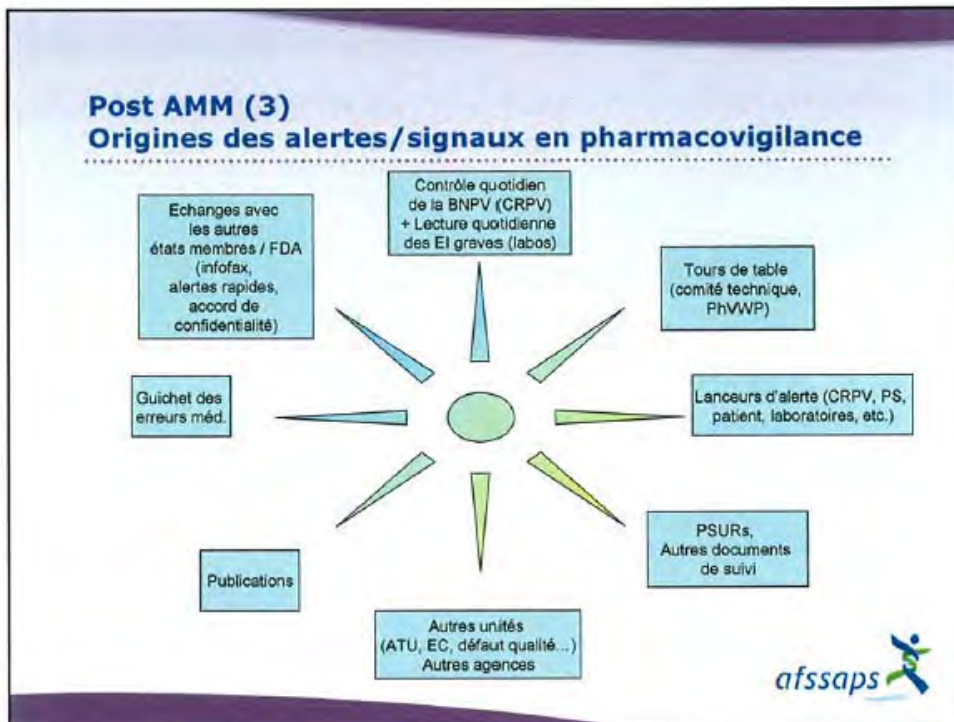 Post AMM (3)
Origines des alertes/signaux en pharmacovigilance
Contrôle quotidien
de la BNPV (CRPV)
+ Lecture quotidienne
des EI graves (labos)
Echanges avec
les autres
états membres / FDA
(infofax,
alertes rapides,
accord de
confidentialité)
Tours de table
(comité technique,
PhVWP)
Guichet des
erreurs méd.
Lanceurs d'alerte (CRPV, PS,
patient, laboratoires, etc.)
Publications
PSURs,
Autres documents
de suivi
Autres unités
(ATU, EC, défaut qualité...)
Autres agences
afssaps